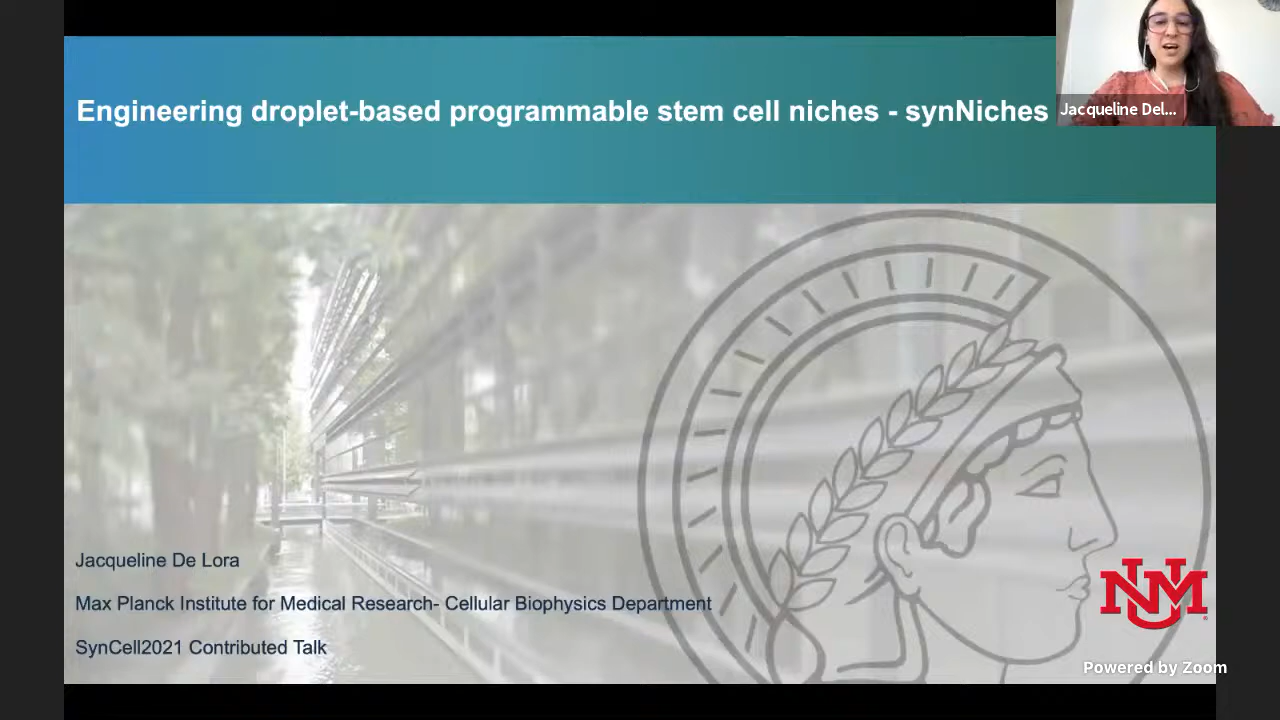 Engineering droplet-based programmable stem cell niches - synNiches
Jacqueline Del...
Jacqueline De Lora
Max Planck Institute for Medical Research- Cellular Biophysics Department
SynCell2021 Contributed Talk
UNM
Powered by Zoom